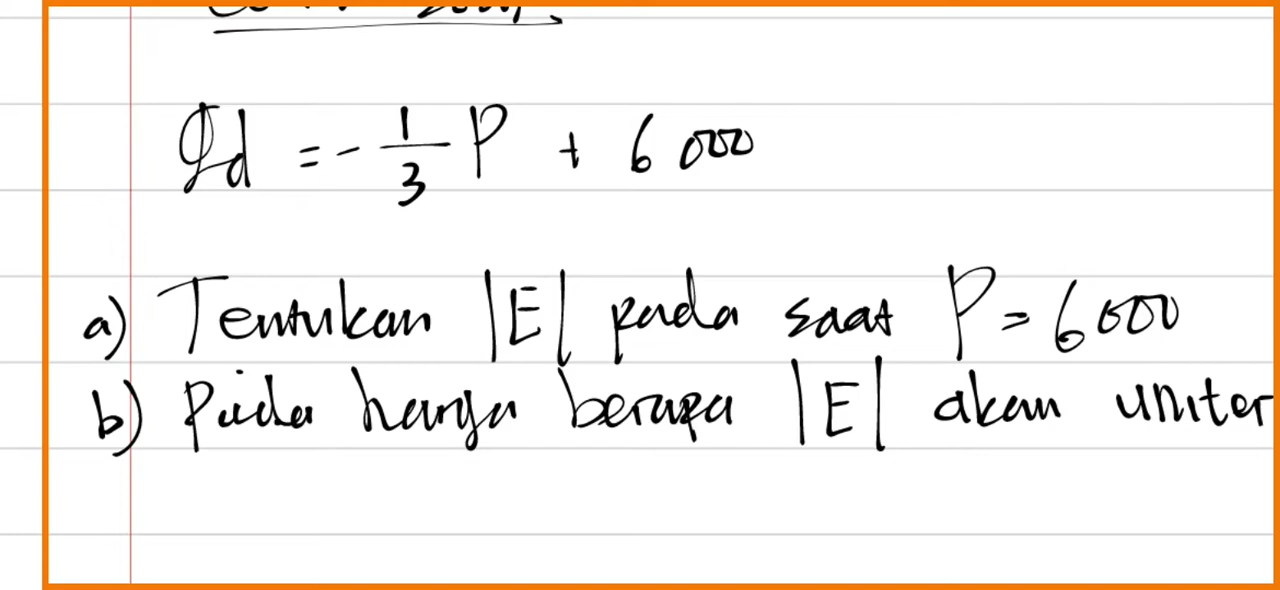 Qd = - 1/3 P + 6000
a) Tentukan |E| pada saat P = 6000
b) Pada harga berapa |E| akan uniter